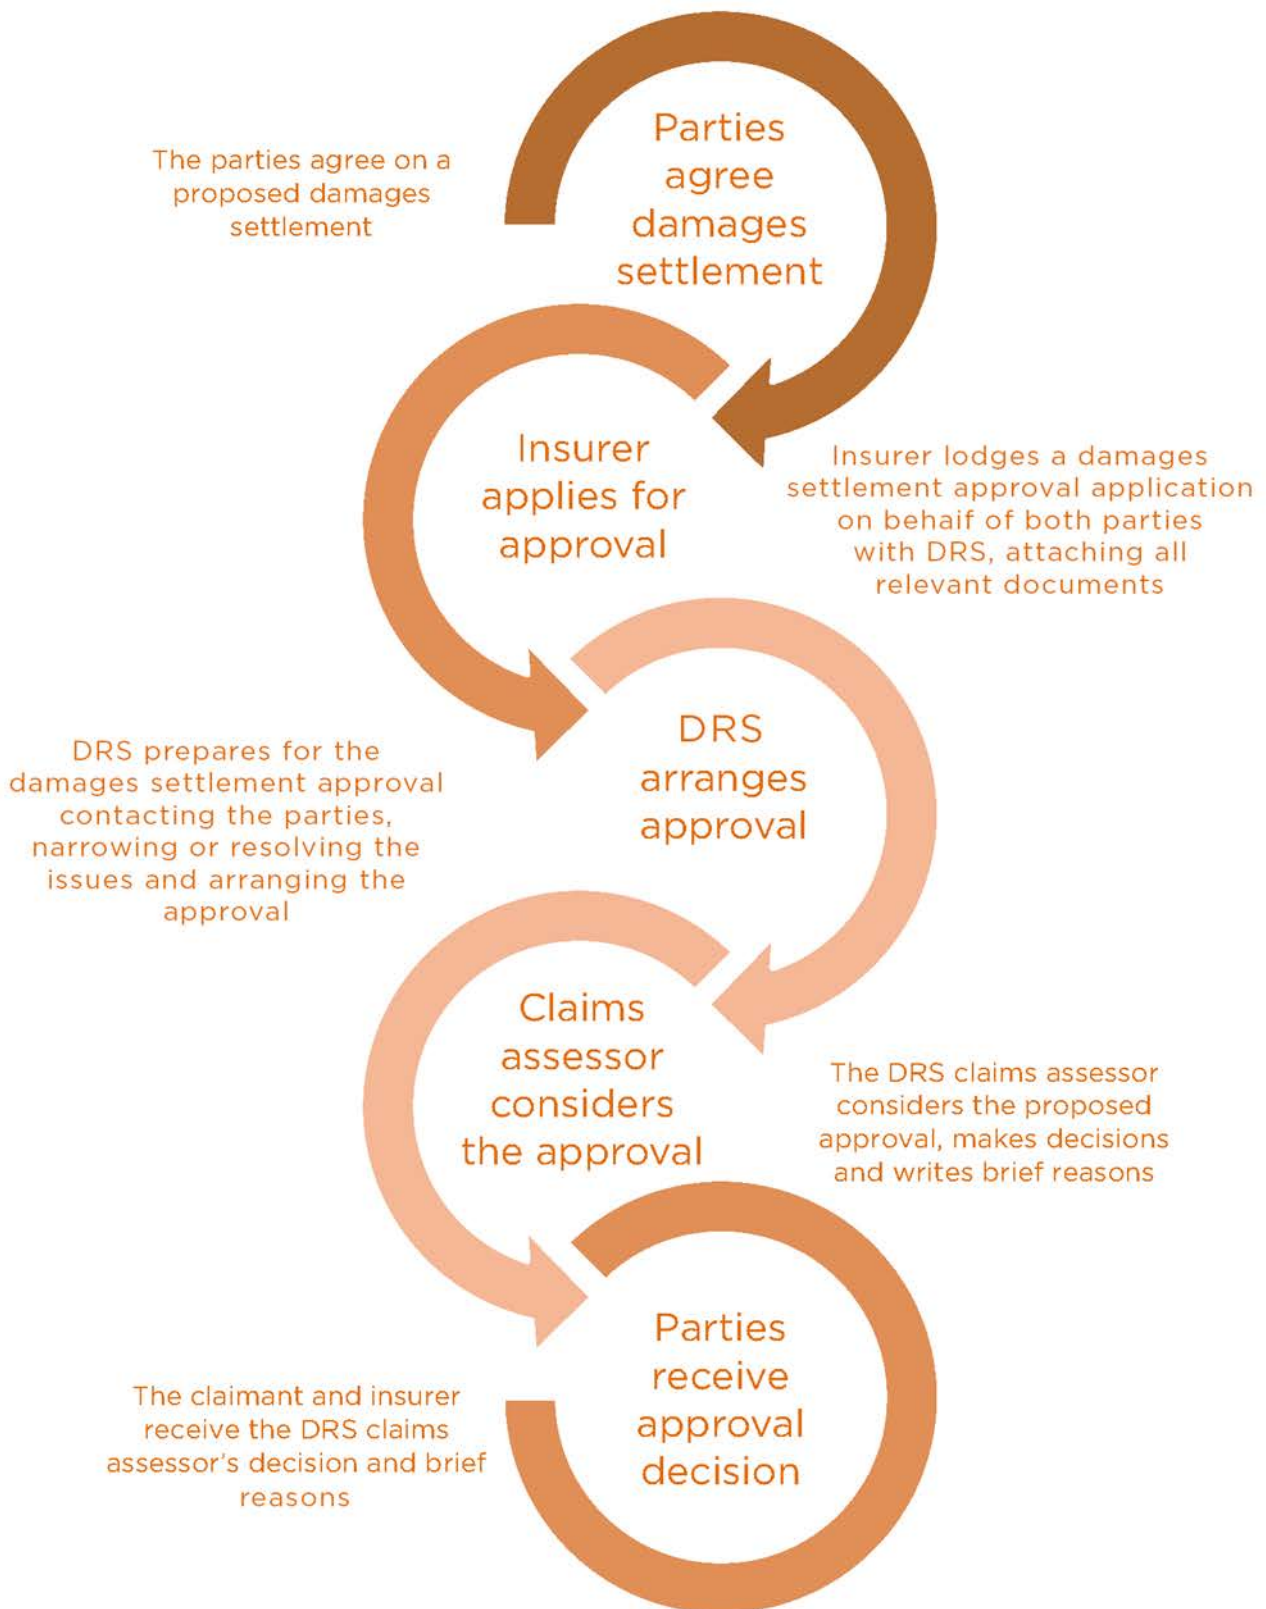 Parties
agree
damages
settlement
The parties agree on a
proposed damages
settlement
Insurer
applies for
approval
Insurer lodges a damages
settlement approval application
on behaif of both parties
with DRS, attaching all
relevant documents
DRS
arranges
approval
DRS prepares for the
damages settlement approval
contacting the parties,
narrowing or resolving the
issues and arranging the
approval
Claims
assessor
considers
the approval
The DRS claims assessor
considers the proposed
approval, makes decisions
and writes brief reasons
Parties
receive
approval
decision
The claimant and insurer
receive the DRS claims
assessor's decision and brief
reasons